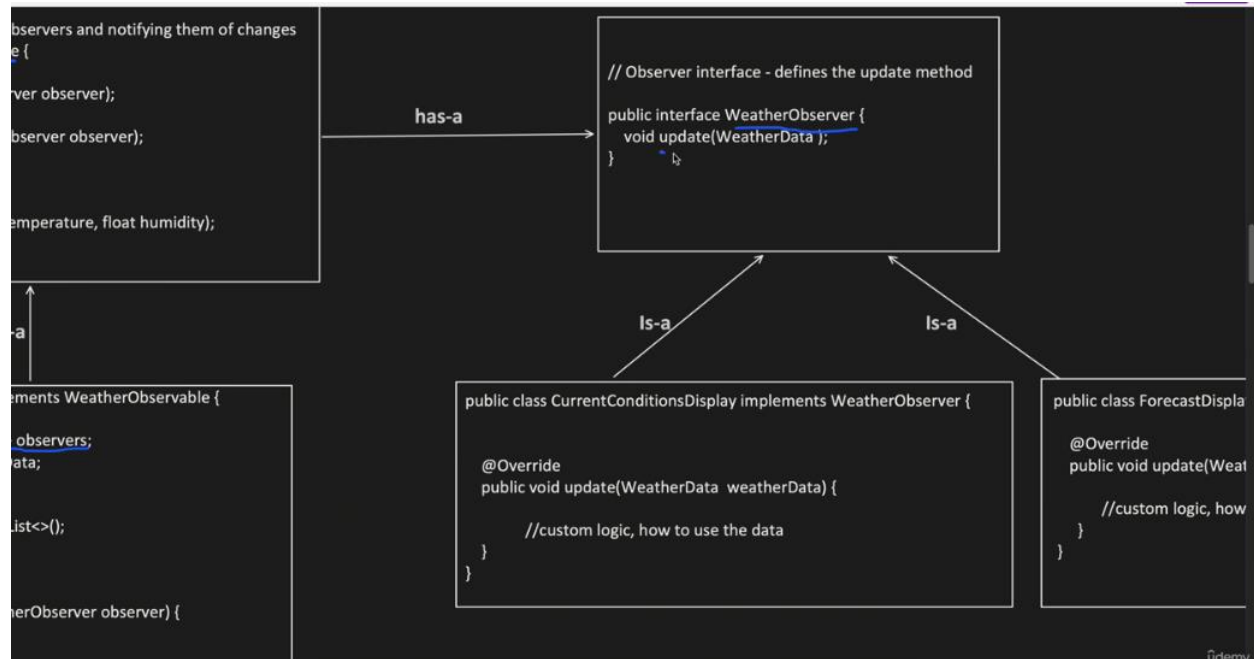 bservers and notifying them of changes
e {
ver observer);
bserver observer);
emperature, float humidity);
has-a
// Observer interface - defines the update method
public interface WeatherObserver {
void update(WeatherData );
}
-a
Is-a
Is-a
ements WeatherObservable {
observers;
ata;
List<>();
herObserver observer) {
public class CurrentConditionsDisplay implements WeatherObserver {
@Override
public void update(WeatherData weatherData) {
//custom logic, how to use the data
}
}
public class ForecastDispla
@Override
public void update(Weat
//custom logic, how
}
}
ûdemy